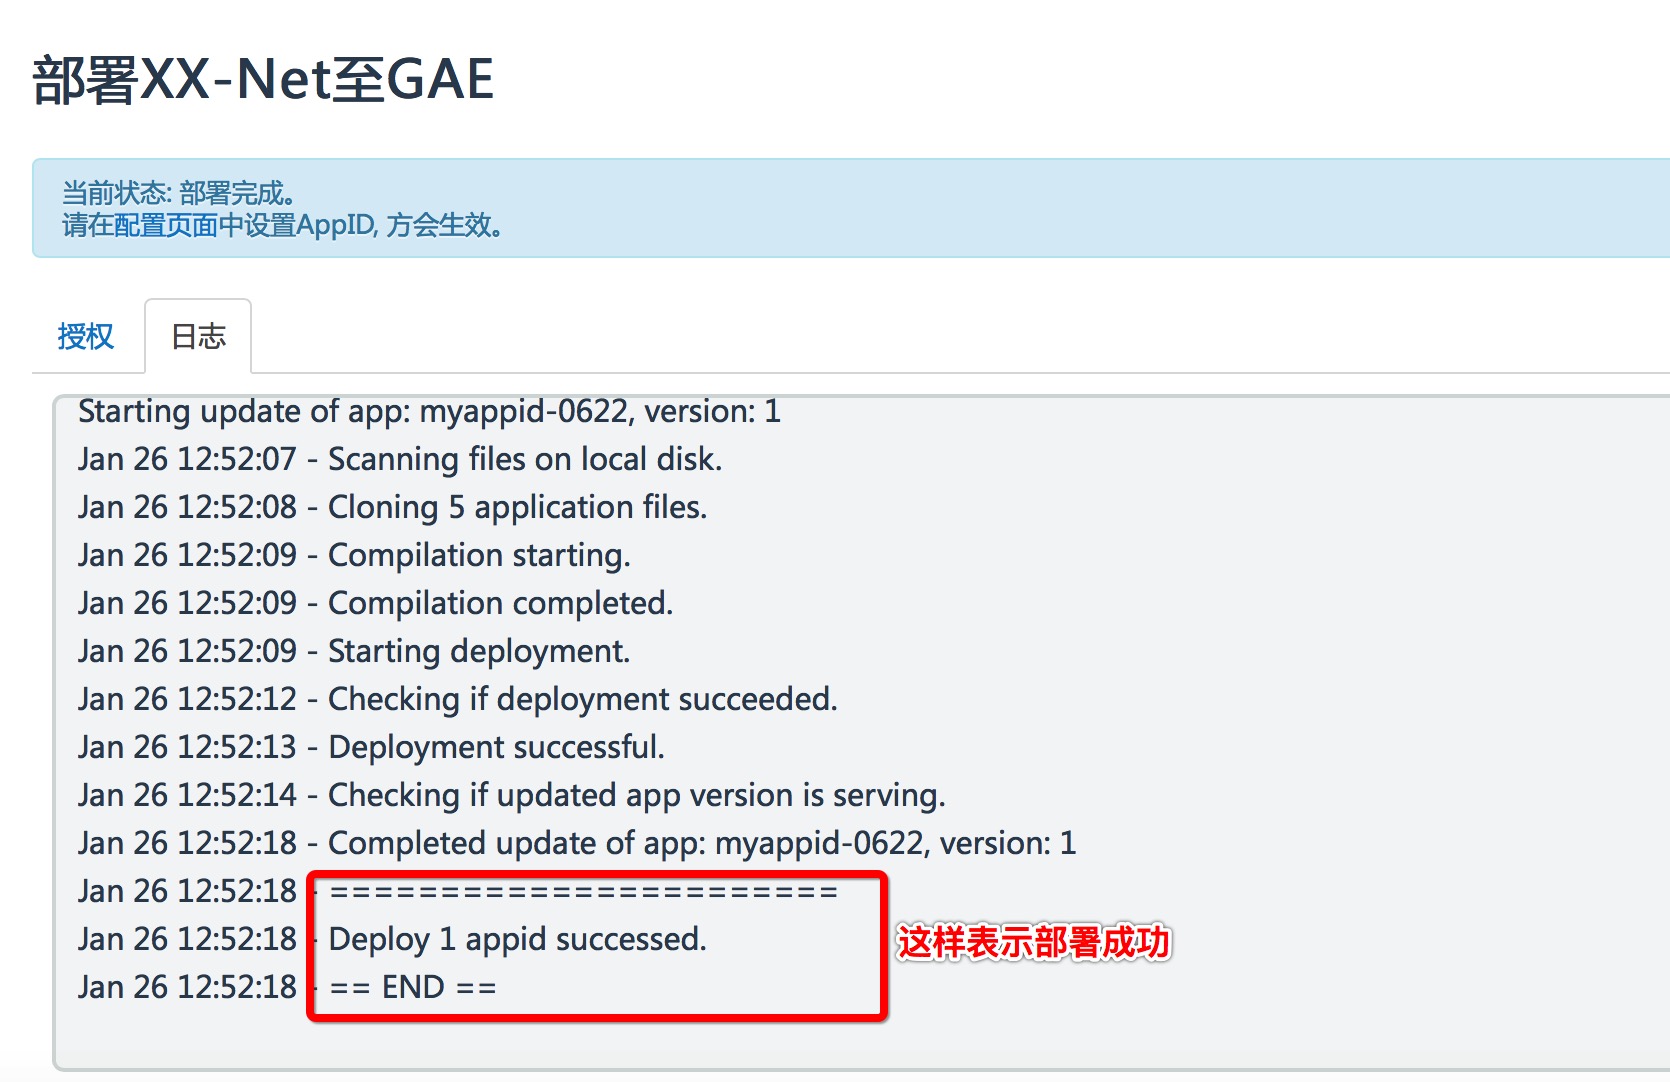 部署XX-Net至GAE
当前状态: 部署完成。
请在配置页面中设置AppID, 方会生效。
授权
日志
Starting update of app: myappid-0622, version: 1
Jan 26 12:52:07 - Scanning files on local disk.
Jan 26 12:52:08 - Cloning 5 application files.
Jan 26 12:52:09 - Compilation starting.
Jan 26 12:52:09 - Compilation completed.
Jan 26 12:52:09 - Starting deployment.
Jan 26 12:52:12 - Checking if deployment succeeded.
Jan 26 12:52:13 - Deployment successful.
Jan 26 12:52:14 - Checking if updated app version is serving.
Jan 26 12:52:18 - Completed update of app: myappid-0622, version: 1
Jan 26 12:52:18 - =======================
Jan 26 12:52:18 - Deploy 1 appid successed.
这样表示部署成功
Jan 26 12:52:18 - == END ==